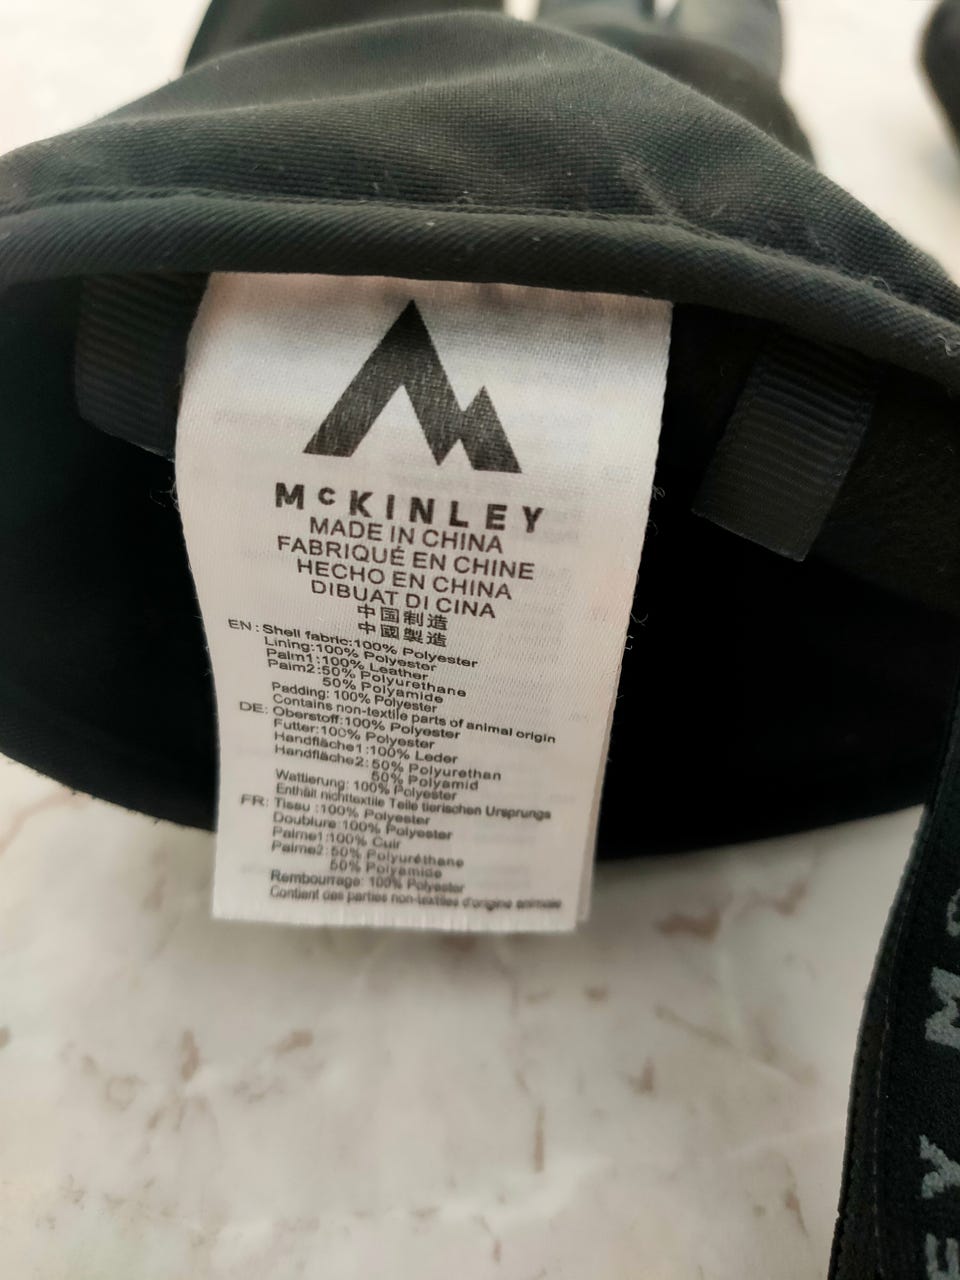 McKINLEY
MADE IN CHINA
FABRIQUÉ EN CHINE
HECHO EN CHINA
DIBUAT DI CINA
中国制造
中國製造
EN: Shell fabric:100% Polyester
Lining:100% Polyester
Palm1:100% Leather
Palm2:50% Polyurethane
50% Polyamide
Padding: 100% Polyester
Contains non-textile parts of animal origin
DE: Oberstoff:100% Polyester
Futter:100% Polyester
Handfläche1:100% Leder
Handfläche2:50% Polyurethan
50% Polyamid
Wattierung: 100% Polyester
Enthält nichttextile Teile tierischen Ursprungs
FR: Tissu :100% Polyester
Doublure:100% Polyester
Palme1:100% Cuir
Palme2:50% Polyuréthane
50% Polyamide
Rembourrage: 100% Polyester
Contient des parties non-textiles d'origine animale
EY Mc